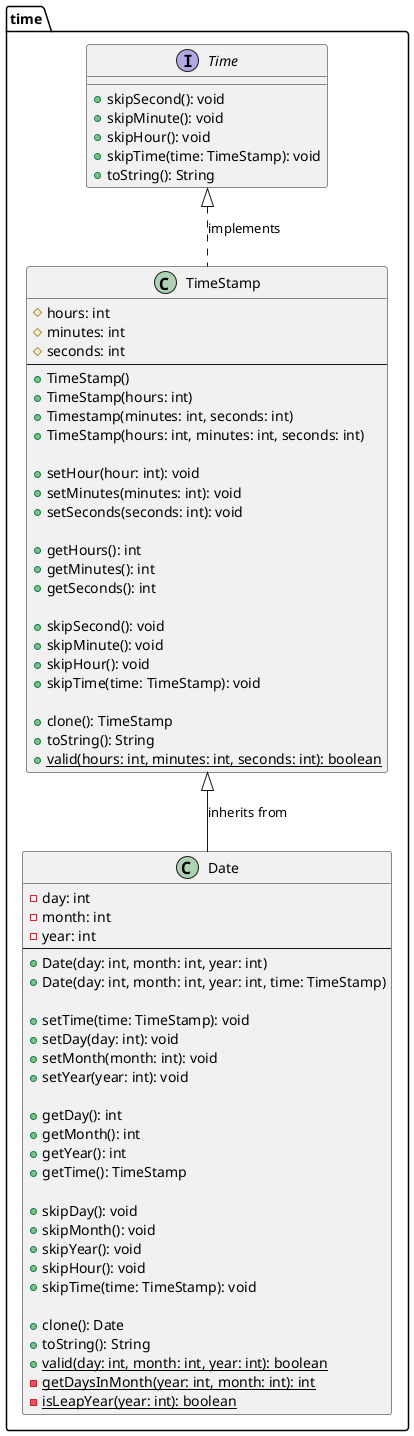 time
I Time
skipSecond(): void
skipMinute(): void
skipHour(): void
skipTime(time: TimeStamp): void
toString(): String
implements
C TimeStamp
hours: int
minutes: int
seconds: int
TimeStamp()
TimeStamp(hours: int)
Timestamp(minutes: int, seconds: int)
TimeStamp(hours: int, minutes: int, seconds: int)
setHour(hour: int): void
setMinutes(minutes: int): void
setSeconds(seconds: int): void
getHours(): int
getMinutes(): int
getSeconds(): int
skipSecond(): void
skipMinute(): void
skipHour(): void
skipTime(time: TimeStamp): void
clone(): TimeStamp
toString(): String
valid(hours: int, minutes: int, seconds: int): boolean
inherits from
C Date
day: int
month: int
year: int
Date(day: int, month: int, year: int)
Date(day: int, month: int, year: int, time: TimeStamp)
setTime(time: TimeStamp): void
setDay(day: int): void
setMonth(month: int): void
setYear(year: int): void
getDay(): int
getMonth(): int
getYear(): int
getTime(): TimeStamp
skipDay(): void
skipMonth(): void
skipYear(): void
skipHour(): void
skipTime(time: TimeStamp): void
clone(): Date
toString(): String
valid(day: int, month: int, year: int): boolean
getDaysInMonth(year: int, month: int): int
isLeapYear(year: int): boolean